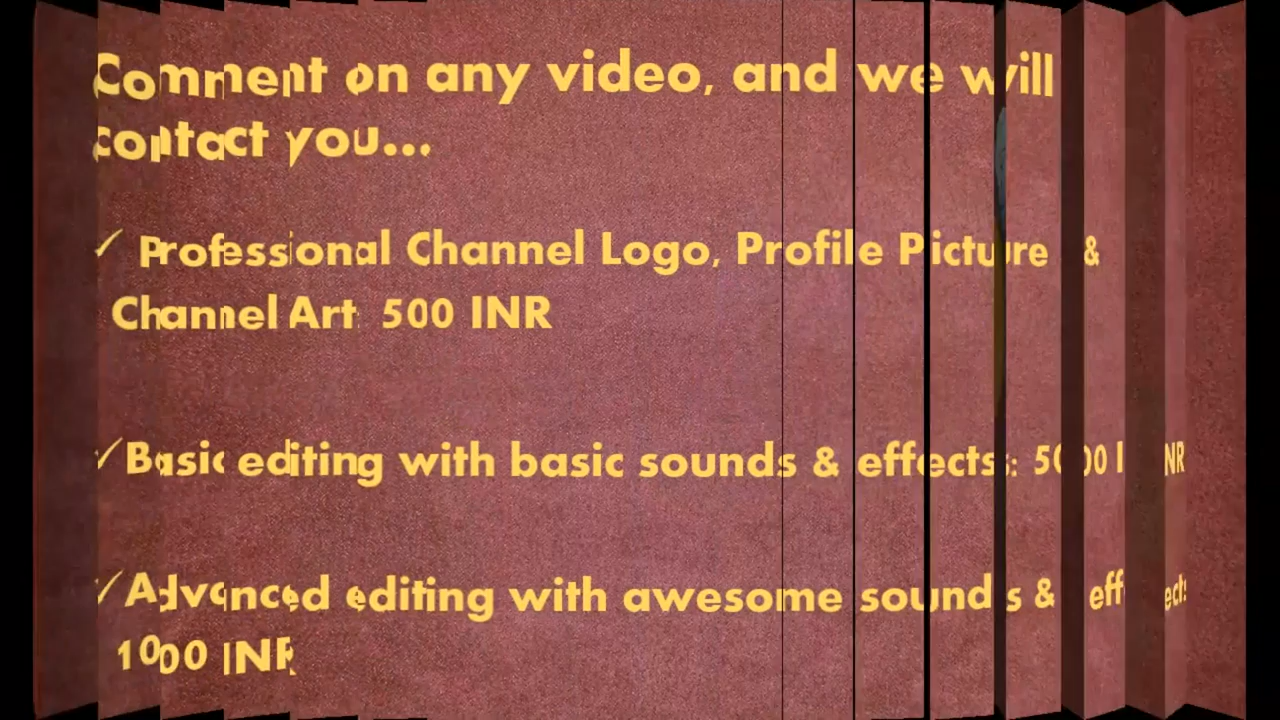 Comment on any video, and we will
contact you...
✓ Professional Channel Logo, Profile Picture &
Channel Art 500 INR
✓Basic editing with basic sounds & effects: 500 INR
✓Advanced editing with awesome sounds & effects
1000 INR